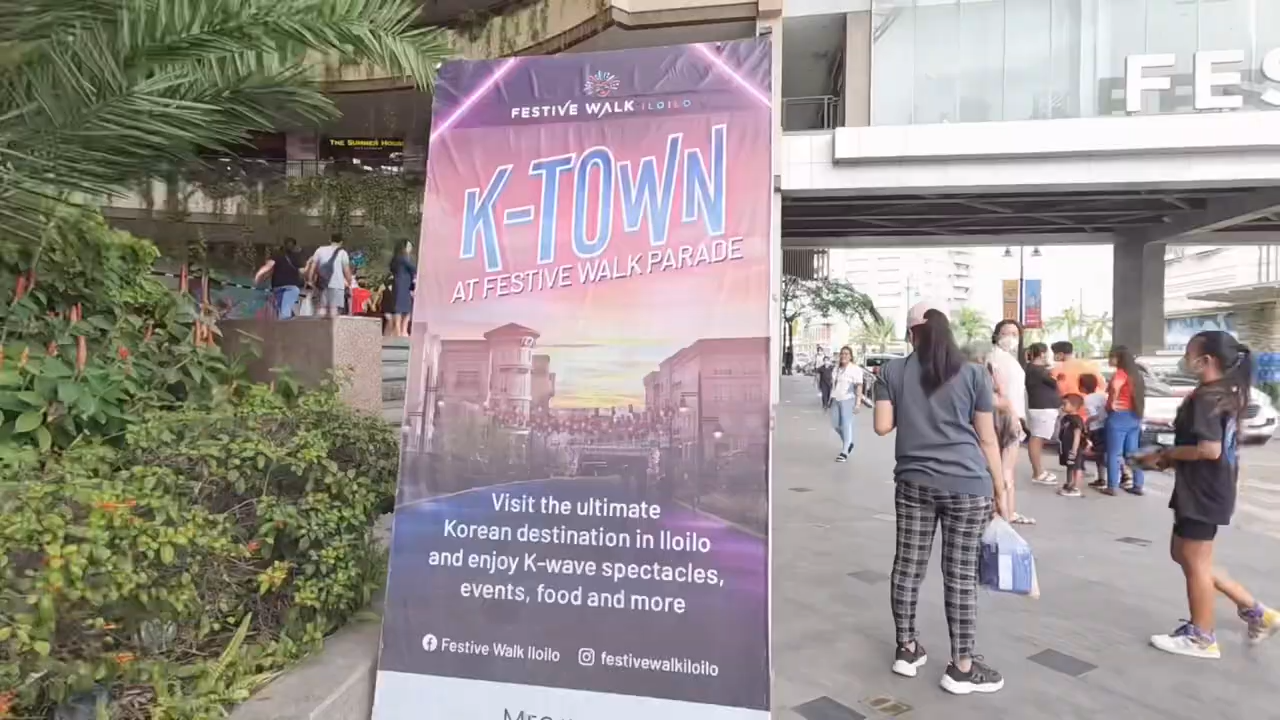 FESTIVE WALK ILOILO
K-TOWN
AT FESTIVE WALK PARADE
Visit the ultimate
Korean destination in Iloilo
and enjoy K-wave spectacles,
events, food and more
Festive Walk Iloilo
festivewalkiloilo
THE SUMMER HOUSE
FES